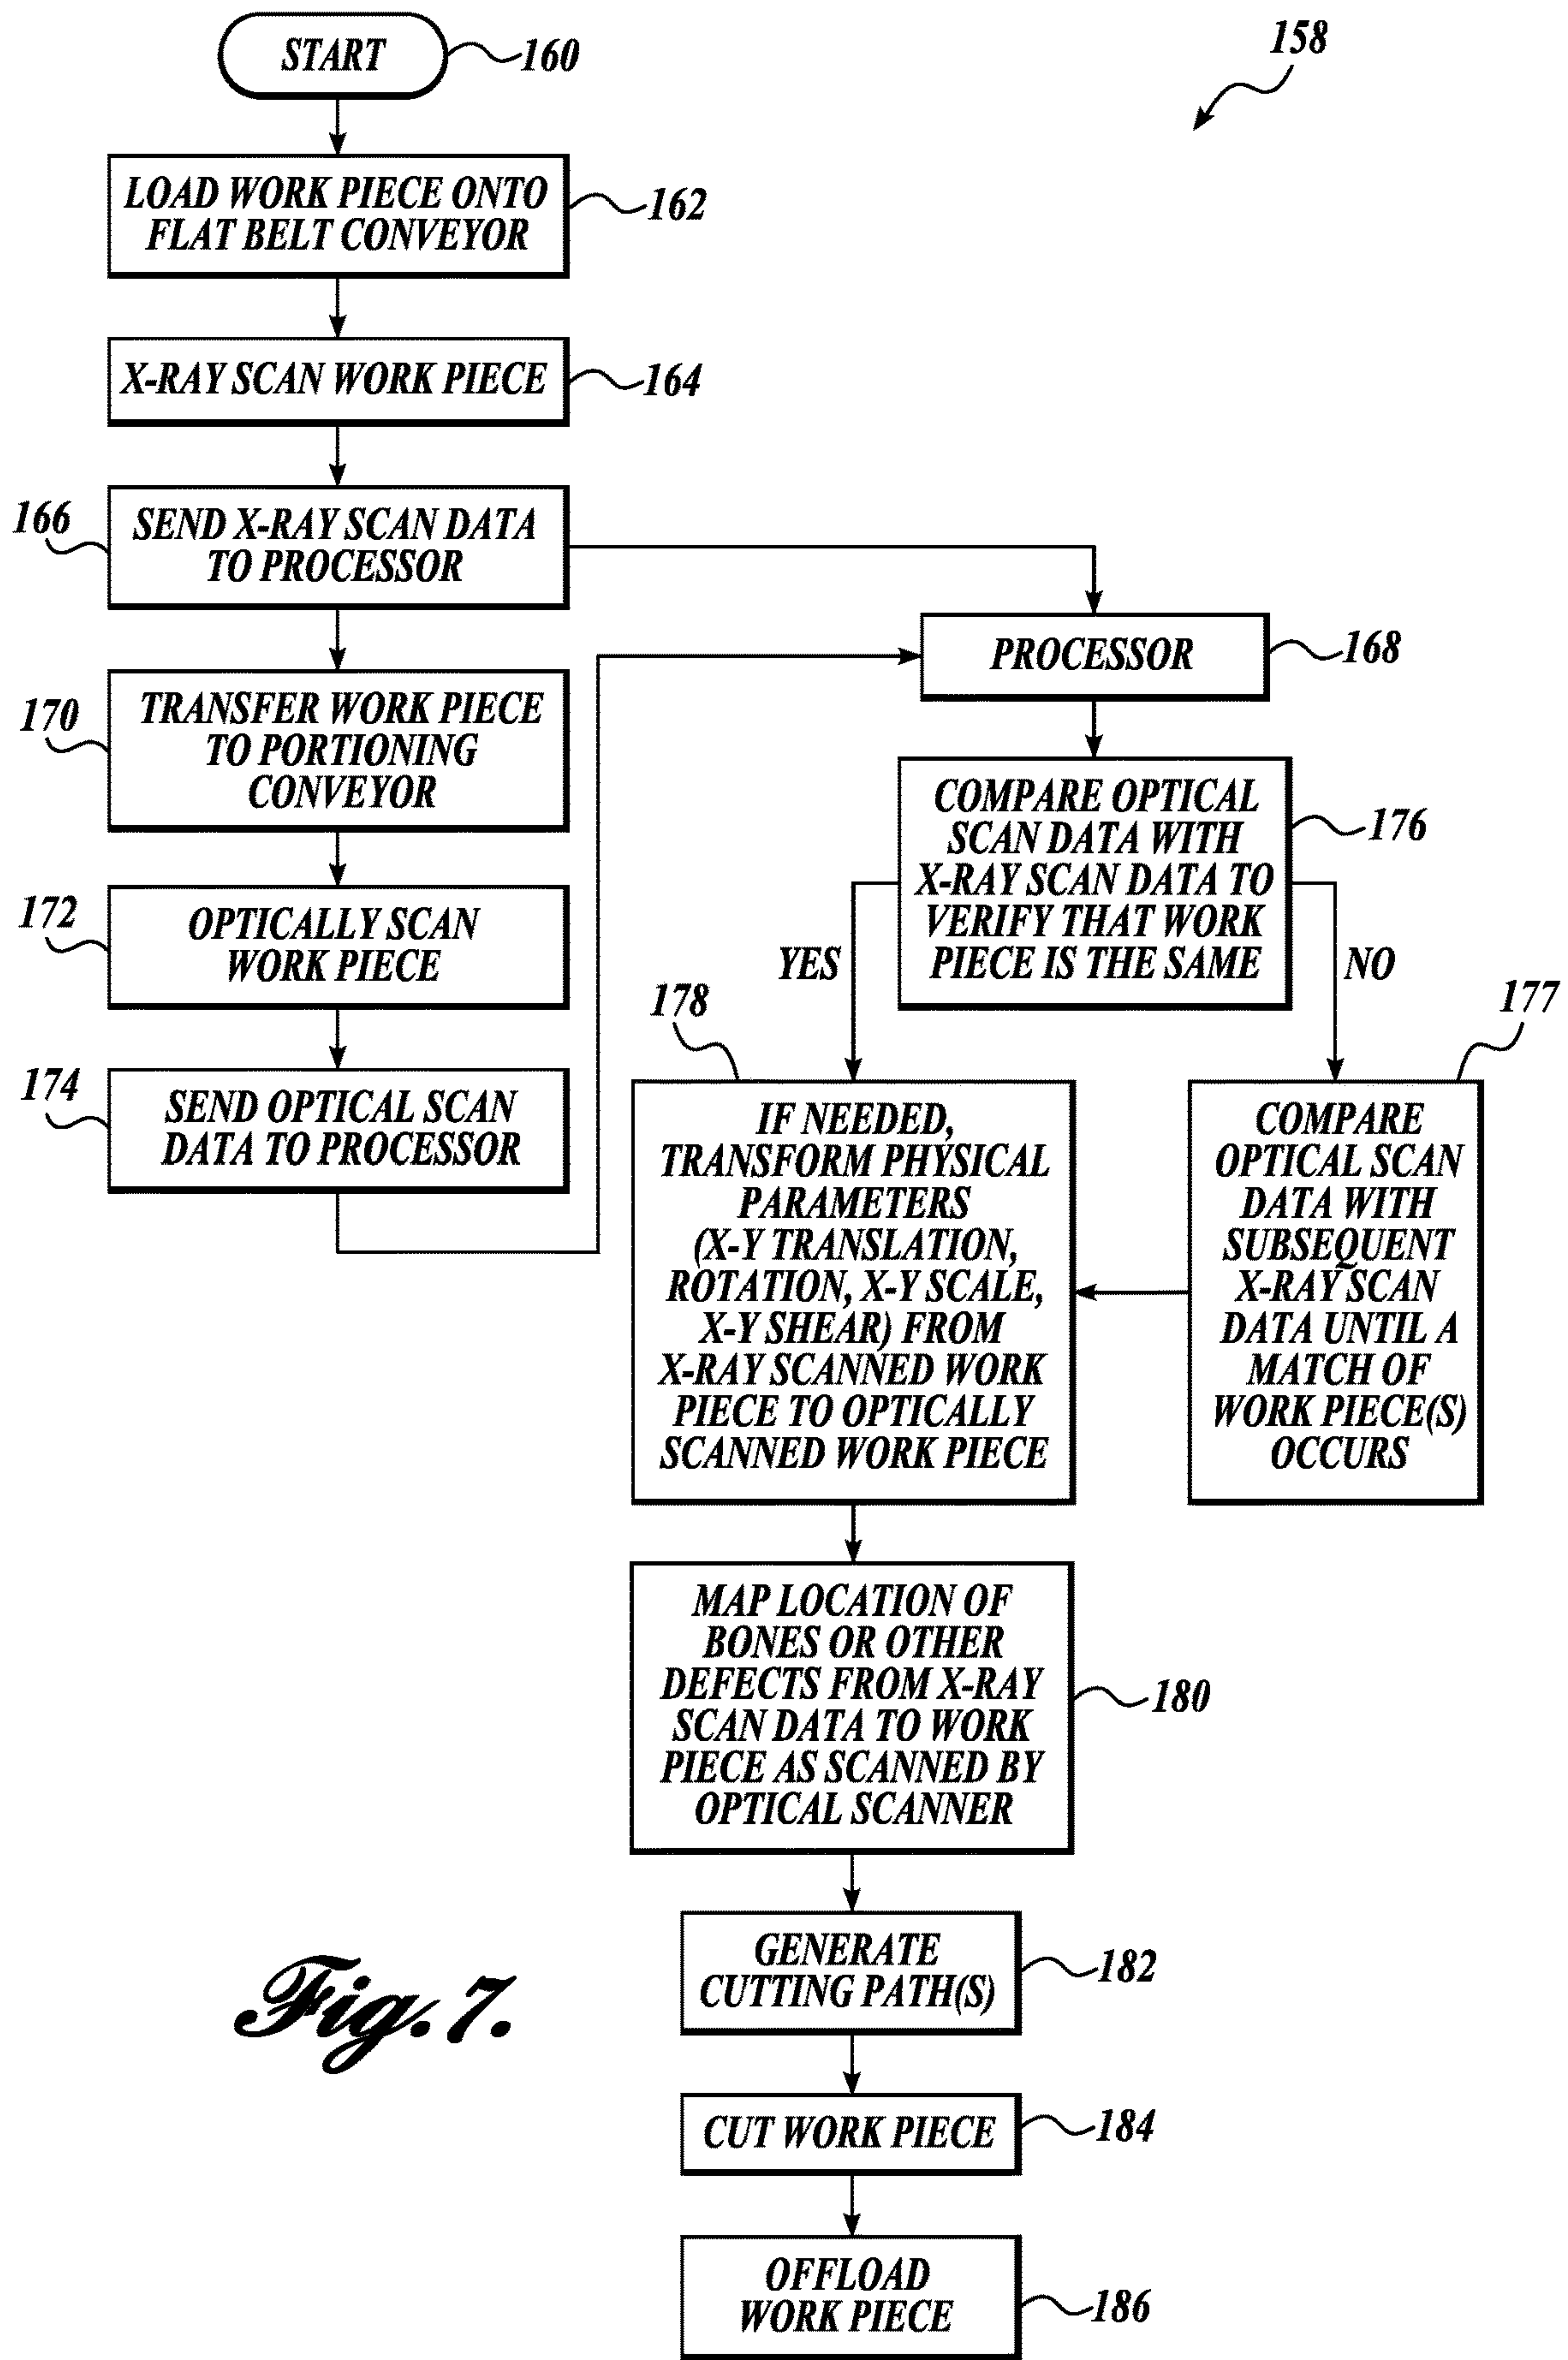 START
160
158
LOAD WORK PIECE ONTO
FLAT BELT CONVEYOR
162
X-RAY SCAN WORK PIECE
164
166
SEND X-RAY SCAN DATA
TO PROCESSOR
PROCESSOR
168
170
TRANSFER WORK PIECE
TO PORTIONING
CONVEYOR
172
OPTICALLY SCAN
WORK PIECE
174
SEND OPTICAL SCAN
DATA TO PROCESSOR
COMPARE OPTICAL
SCAN DATA WITH
X-RAY SCAN DATA TO
VERIFY THAT WORK
PIECE IS THE SAME
176
YES
NO
178
IF NEEDED,
TRANSFORM PHYSICAL
PARAMETERS
(X-Y TRANSLATION,
ROTATION, X-Y SCALE,
X-Y SHEAR) FROM
X-RAY SCANNED WORK
PIECE TO OPTICALLY
SCANNED WORK PIECE
177
COMPARE
OPTICAL SCAN
DATA WITH
SUBSEQUENT
X-RAY SCAN
DATA UNTIL A
MATCH OF
WORK PIECE(S)
OCCURS
MAP LOCATION OF
BONES OR OTHER
DEFECTS FROM X-RAY
SCAN DATA TO WORK
PIECE AS SCANNED BY
OPTICAL SCANNER
180
GENERATE
CUTTING PATH(S)
182
CUT WORK PIECE
184
OFFLOAD
WORK PIECE
186
Fig. 7.